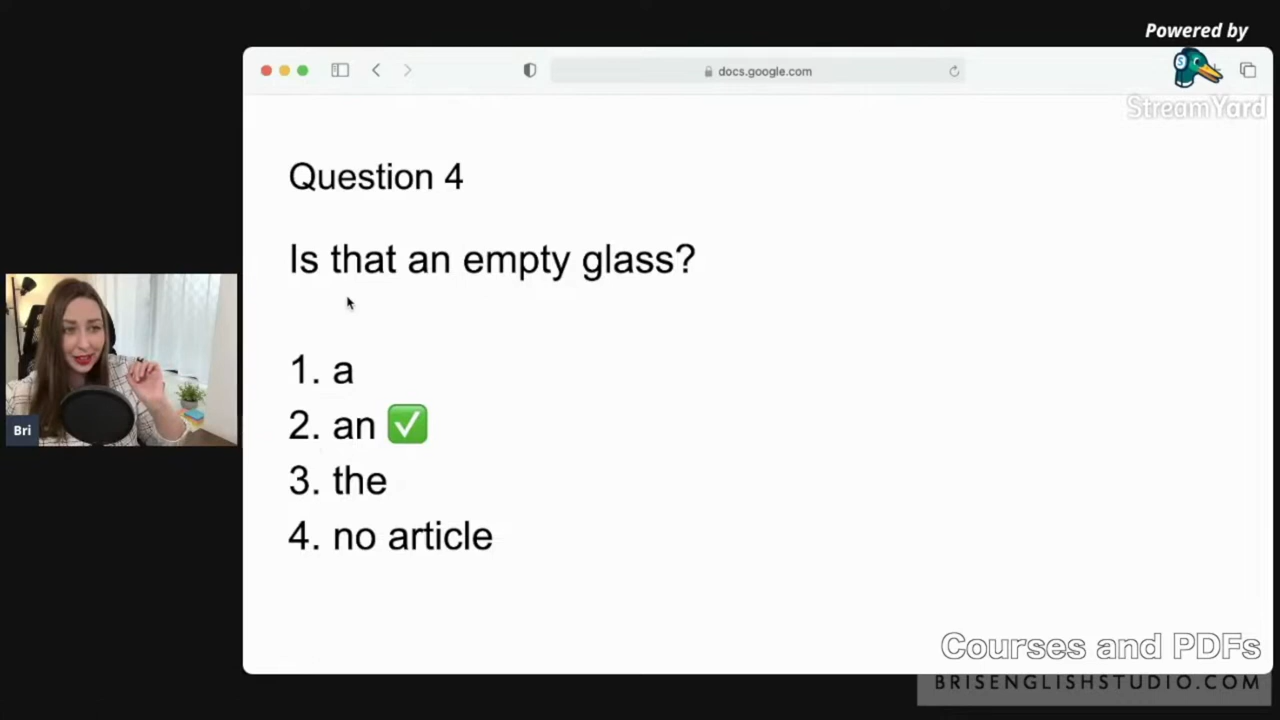 Powered by
docs.google.com
StreamYard
Question 4
Is that an empty glass?
1. a
2. an ✅
3. the
4. no article
Bri
Courses and PDFs
BRISENGLISHSTUDIO.COM